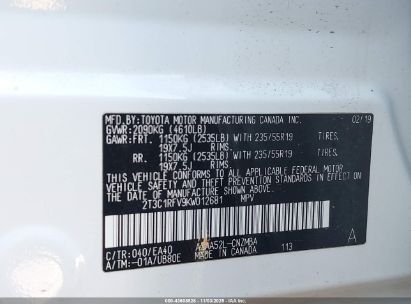 MFD.BY:TOYOTA MOTOR MANUFACTURING CANADA INC. 02/19
GVWR:2090KG (4610LB)
GAWR:FRT. 1150KG (2535LB) WITH 235/55R19 TIRES,
19X7.5J RIMS.
RR. 1150KG (2535LB) WITH 235/55R19 TIRES,
19X7.5J RIMS.
THIS VEHICLE CONFORMS TO ALL APPLICABLE FEDERAL MOTOR
VEHICLE SAFETY STANDARDS IN EFFECT ON
THE DATE OF MANUFACTURE SHOWN ABOVE.
2T3C1RFV9KW012681 MPV
C/TR:040/EA40 A
A/TM:-01A/UB80E MADE IN CANADA 113